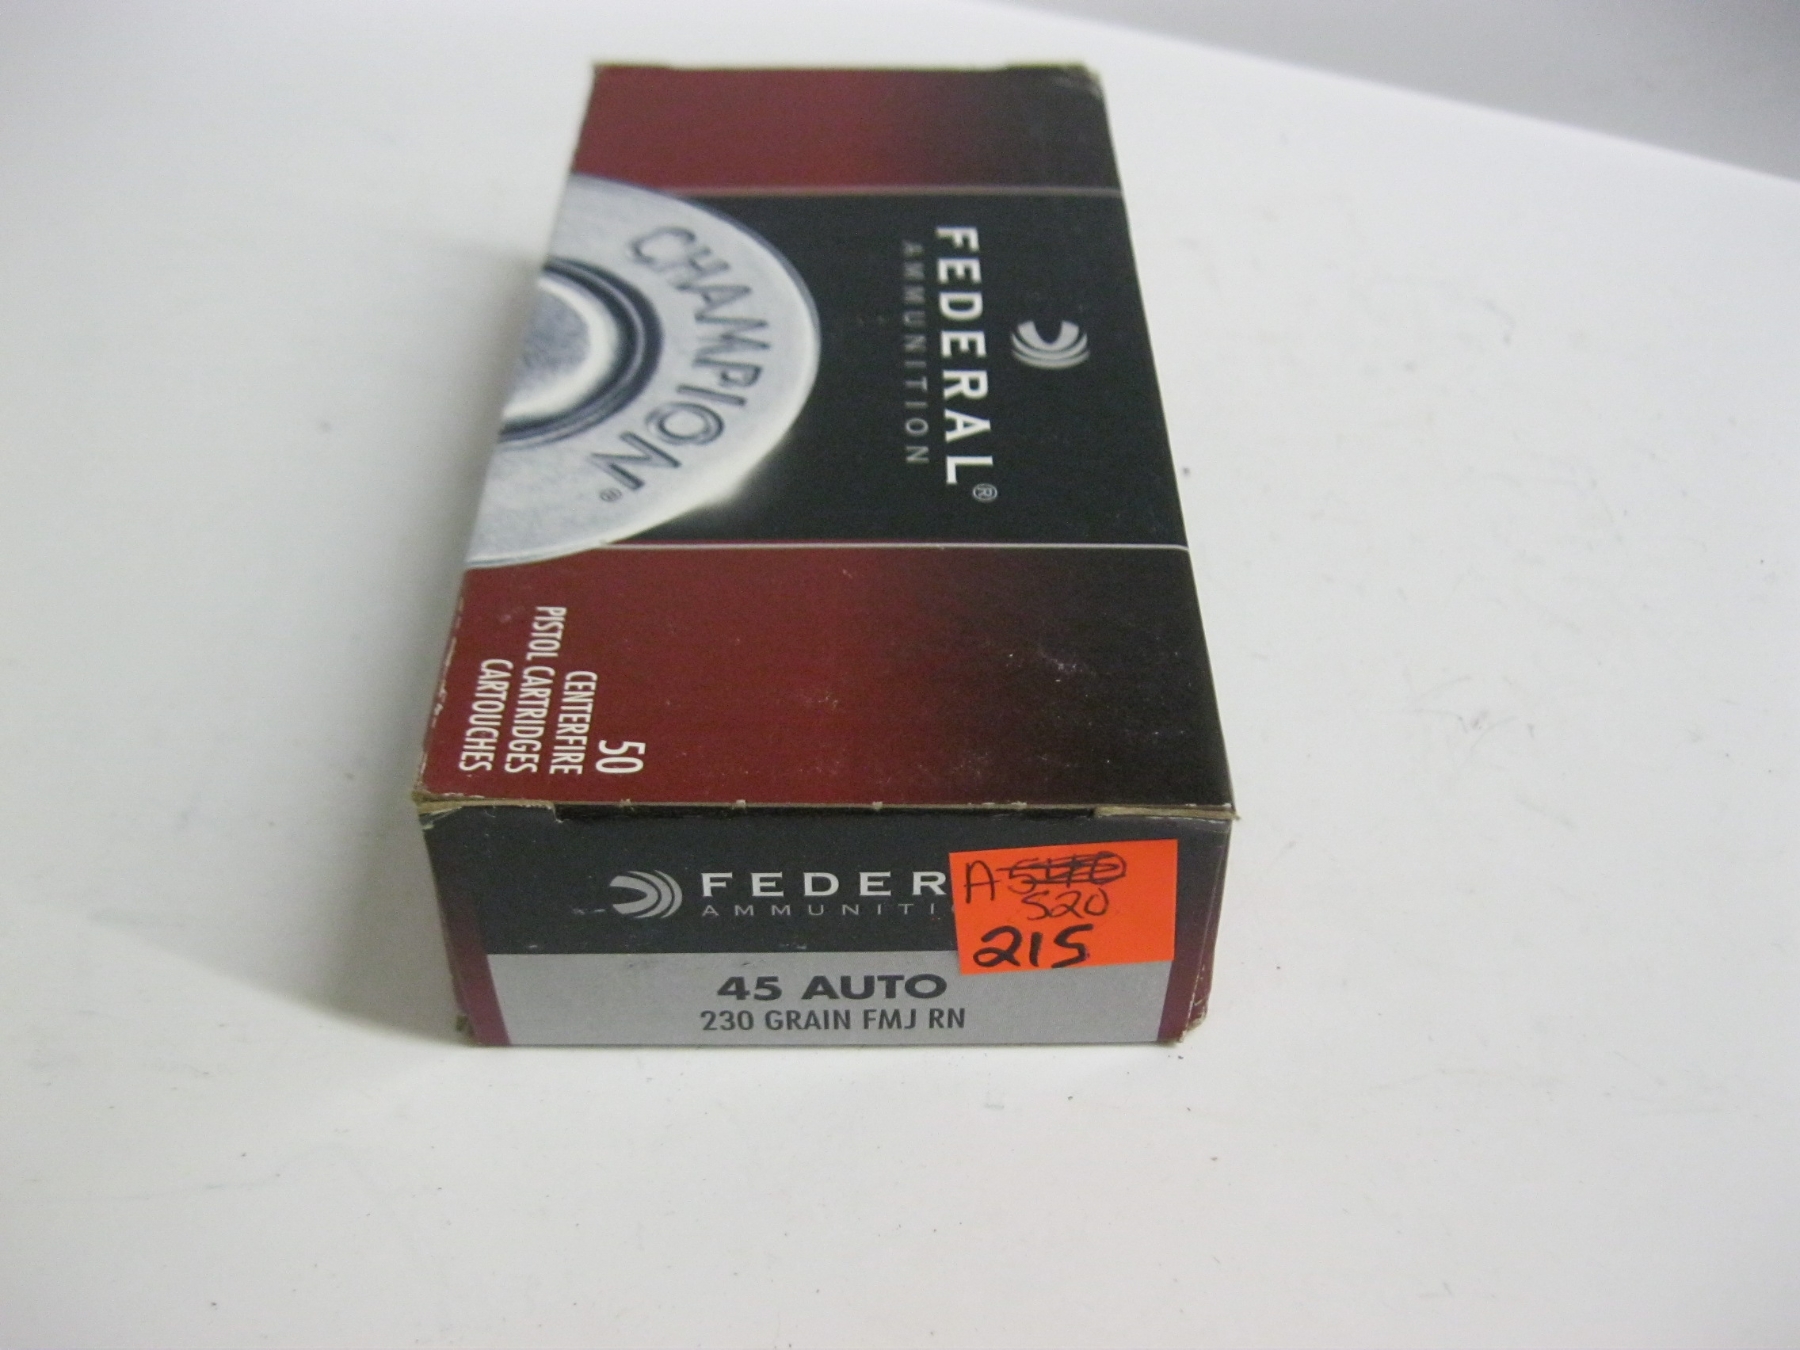 FEDERAL®
AMMUNITION
CHAMPION®
50
CENTERFIRE
PISTOL CARTRIDGES
CARTOUCHES
FEDER
AMMUNITI
A
520
215
45 AUTO
230 GRAIN FMJ RN